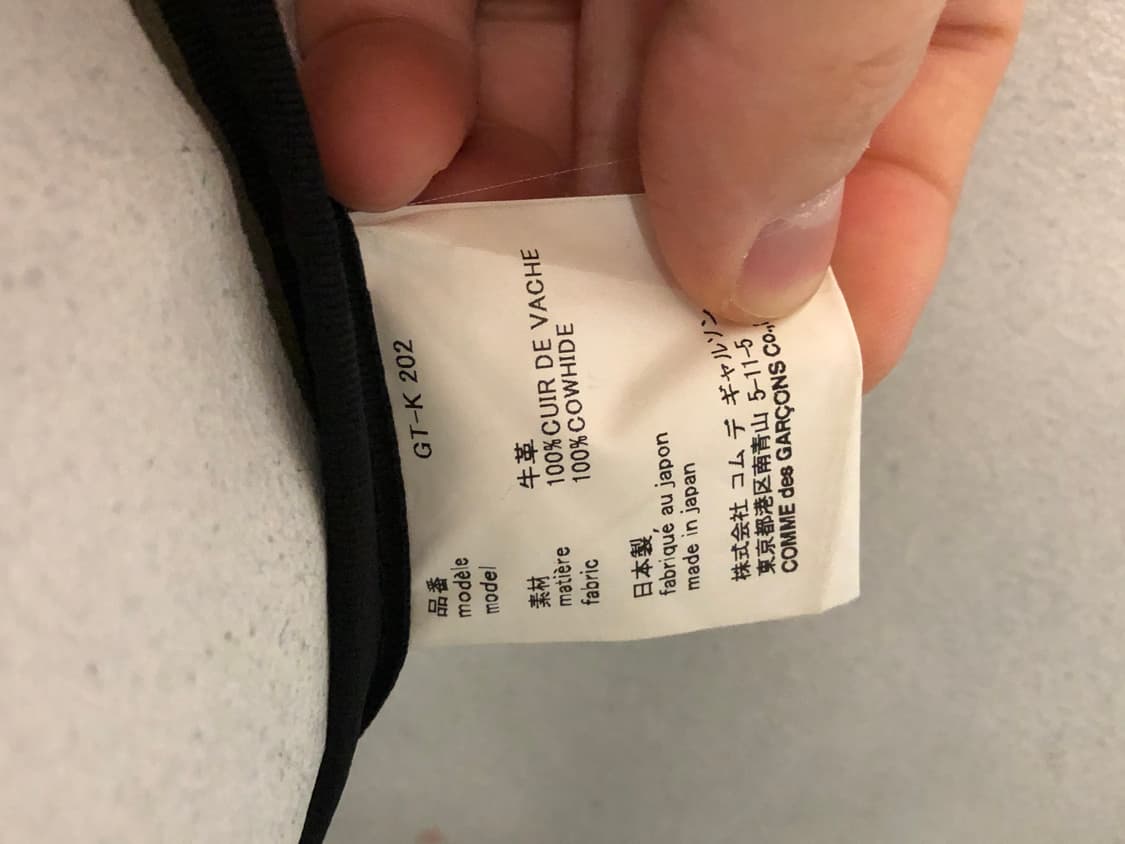 品番 GT-K 202
modèle
model
素材 牛革
matière 100%CUIR DE VACHE
fabric 100%COWHIDE
日本製
fabriqué au japon
made in japan
株式会社 コム デ ギャルソン
東京都港区南青山 5-11-5
COMME des GARÇONS Co.,